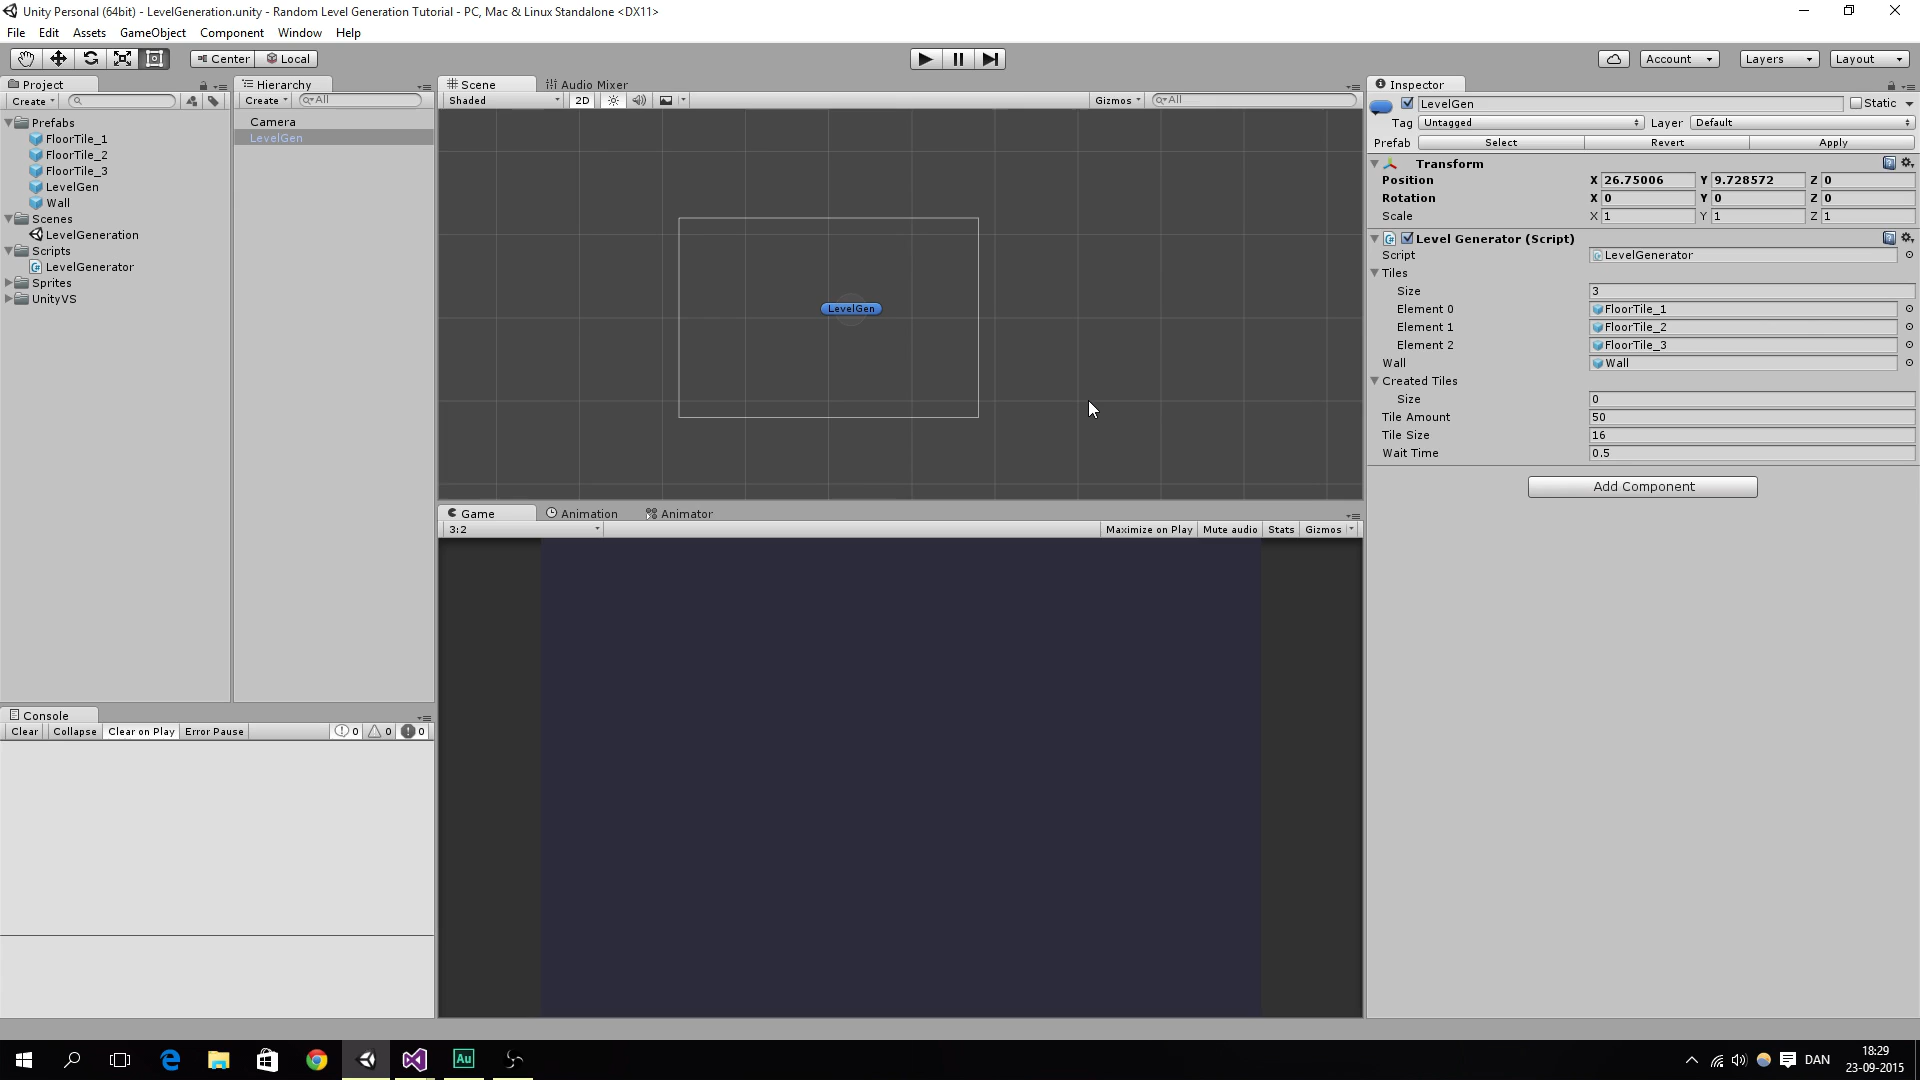 Unity Personal (64bit) - LevelGeneration.unity - Random Level Generation Tutorial - PC, Mac & Linux Standalone <DX11>
File Edit Assets GameObject Component Window Help
Center Local Account Layers Layout
Project
Create
Prefabs
FloorTile_1
FloorTile_2
FloorTile_3
LevelGen
Wall
Scenes
LevelGeneration
Scripts
LevelGenerator
Sprites
UnityVS
Hierarchy
Create All
Camera
LevelGen
Scene Audio Mixer
Shaded 2D Gizmos All
LevelGen
Game Animation Animator
3:2 Maximize on Play Mute audio Stats Gizmos
Console
Clear Collapse Clear on Play Error Pause 0 0 0
Inspector
LevelGen Static
Tag Untagged Layer Default
Prefab Select Revert Apply
Transform
Position X 26.75006 Y 9.728572 Z 0
Rotation X 0 Y 0 Z 0
Scale X 1 Y 1 Z 1
Level Generator (Script)
Script LevelGenerator
Tiles
Size 3
Element 0 FloorTile_1
Element 1 FloorTile_2
Element 2 FloorTile_3
Wall Wall
Created Tiles
Size 0
Tile Amount 50
Tile Size 16
Wait Time 0.5
Add Component
Au
DAN
18:29
23-09-2015